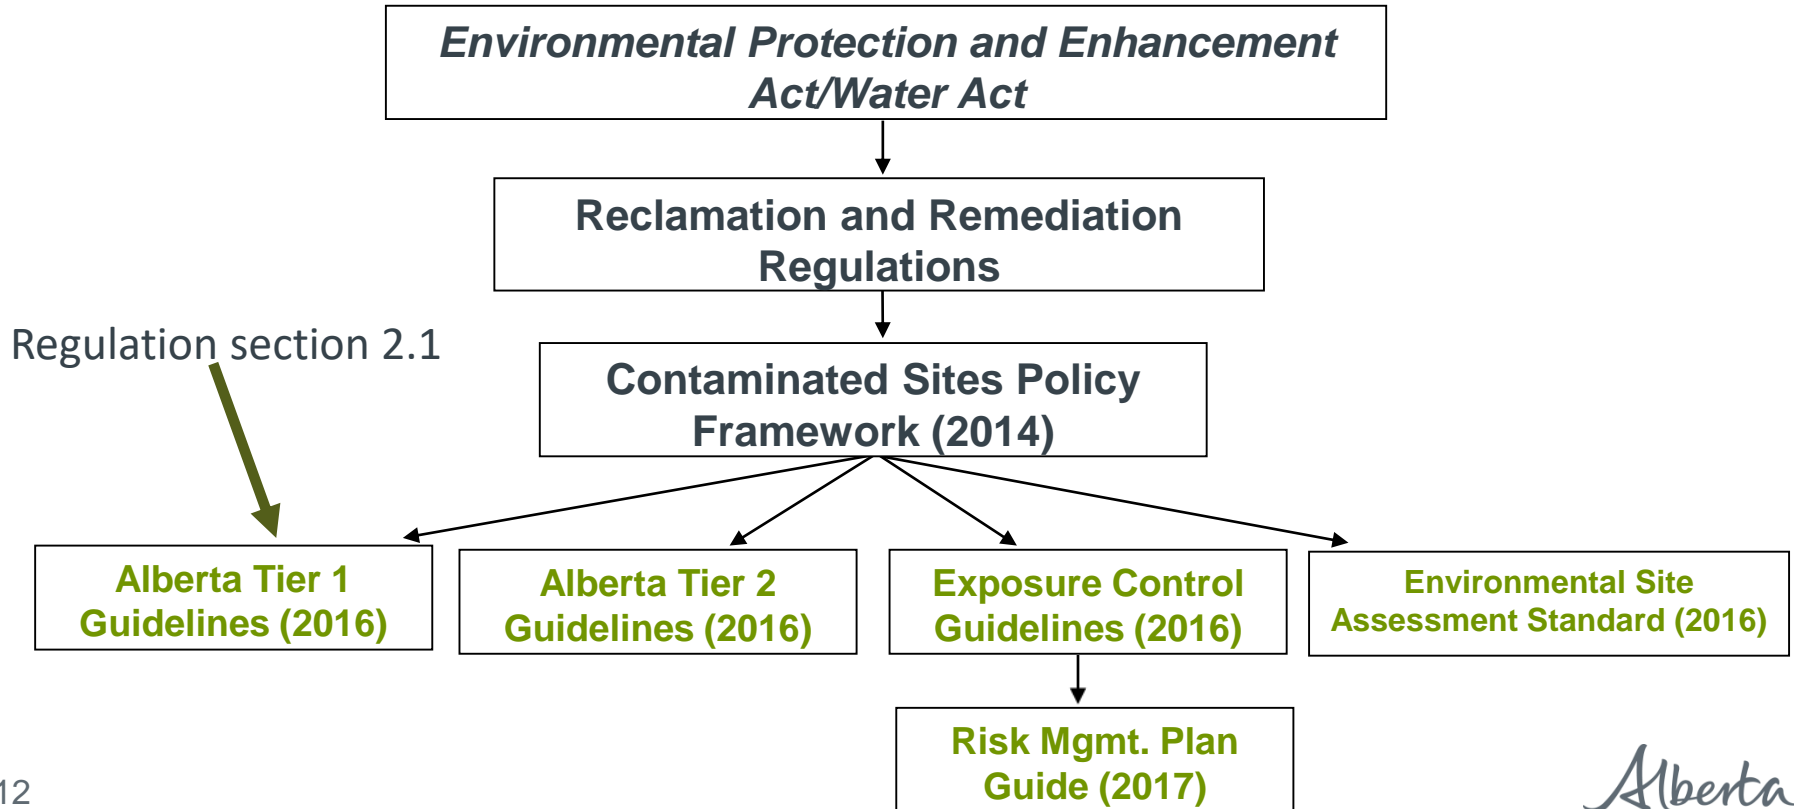 Environmental Protection and Enhancement
Act/Water Act
Reclamation and Remediation
Regulations
Regulation section 2.1
Contaminated Sites Policy
Framework (2014)
Alberta Tier 1
Guidelines (2016)
Alberta Tier 2
Guidelines (2016)
Exposure Control
Guidelines (2016)
Environmental Site
Assessment Standard (2016)
Risk Mgmt. Plan
Guide (2017)
12
Alberta